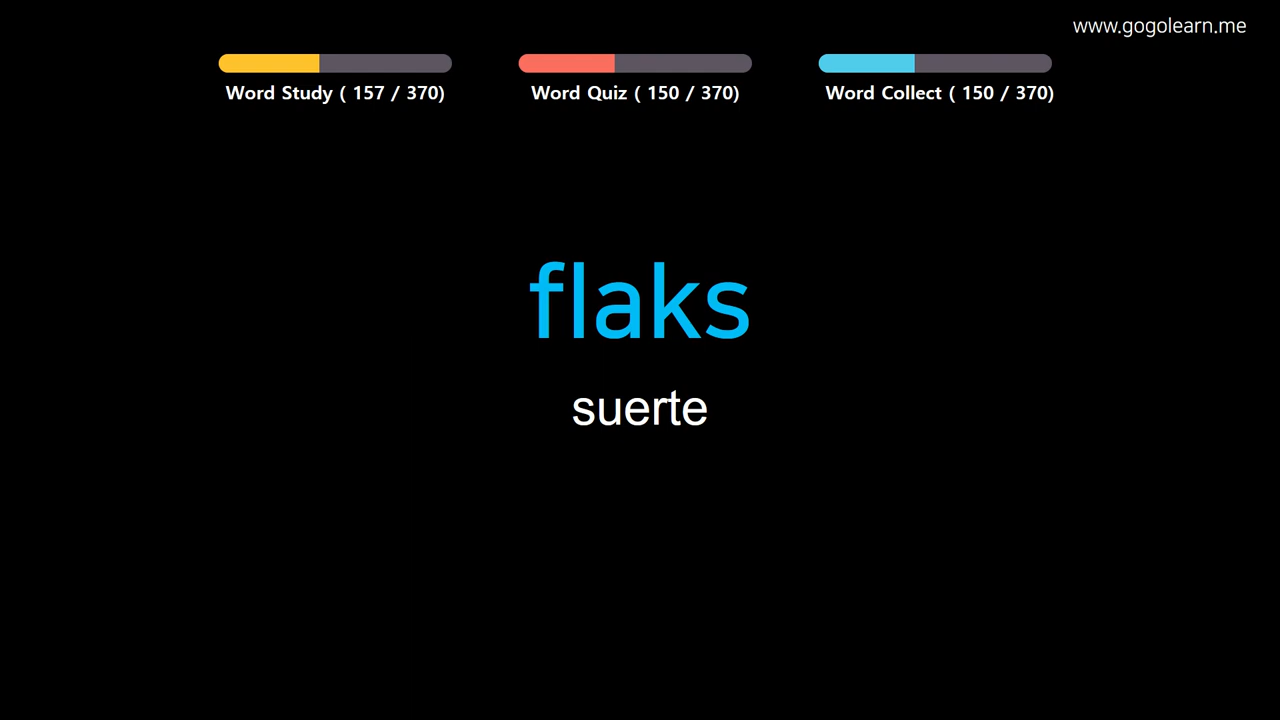 www.gogolearn.me
Word Study ( 157 / 370)
Word Quiz ( 150 / 370)
Word Collect ( 150 / 370)
flaks
suerte